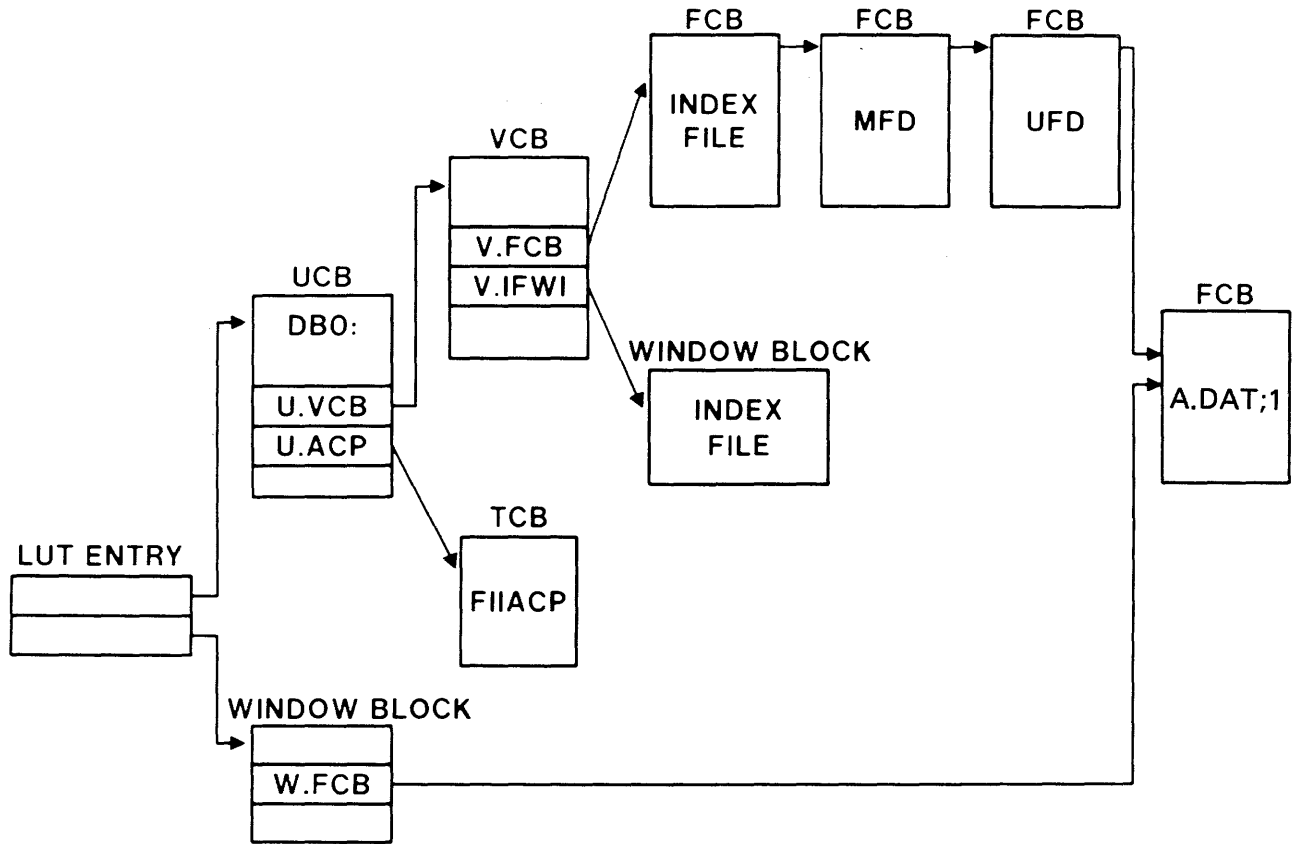 FCB
FCB
FCB
INDEX
FILE
MFD
UFD
VCB
V.FCB
V.IFWI
UCB
DB0:
U.VCB
U.ACP
WINDOW BLOCK
INDEX
FILE
FCB
A.DAT;1
TCB
F11ACP
LUT ENTRY
WINDOW BLOCK
W.FCB